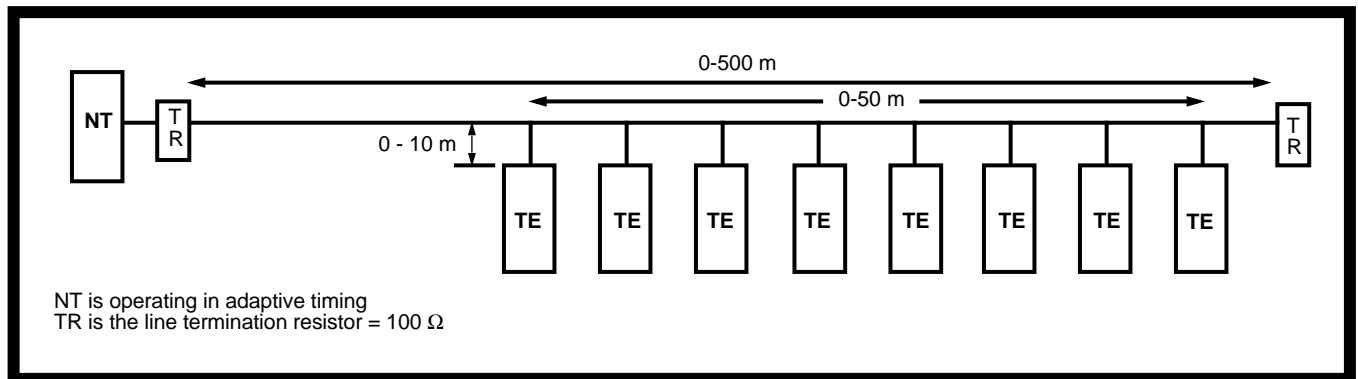 0-500 m
0-50 m
NT
T
R
T
R
0 - 10 m
TE
TE
TE
TE
TE
TE
TE
TE
NT is operating in adaptive timing
TR is the line termination resistor = 100 Ω